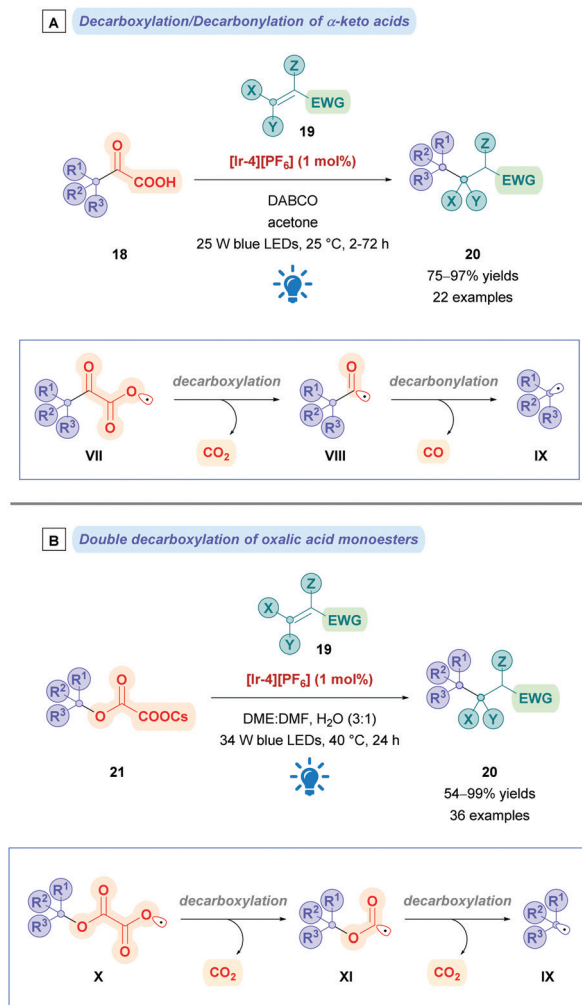 A Decarboxylation/Decarbonylation of α-keto acids
Z
X
EWG
Y
19
[Ir-4][PF6] (1 mol%)
DABCO
acetone
25 W blue LEDs, 25 °C, 2-72 h
O
R1
R2
COOH
R3
18
Z
R1
R2
R3
EWG
X Y
20
75–97% yields
22 examples
O
O
R1
R2
R3
O
VII
decarboxylation
CO2
O
R1
R2
R3
VIII
decarbonylation
CO
R1
R2
R3
IX
B Double decarboxylation of oxalic acid monoesters
Z
X
EWG
Y
19
[Ir-4][PF6] (1 mol%)
DME:DMF, H2O (3:1)
34 W blue LEDs, 40 °C, 24 h
R1
O
R2
R3
O
COOCs
21
Z
R1
R2
R3
EWG
X Y
20
54–99% yields
36 examples
R1
O
O
R2
R3
O
O
X
decarboxylation
CO2
R1
O
R2
R3
O
XI
decarboxylation
CO2
R1
R2
R3
IX